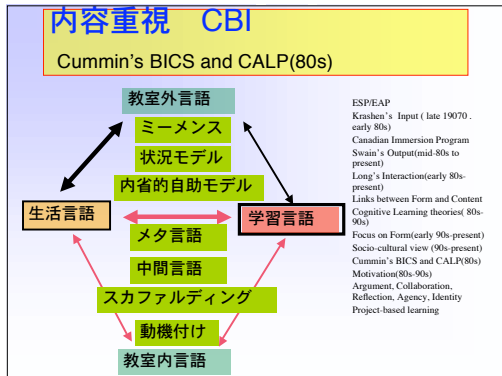 内容重視 CBI
Cummin's BICS and CALP(80s)
教室外言語
ミーメンス
状況モデル
内省的自助モデル
生活言語
学習言語
メタ言語
中間言語
スカファルディング
動機付け
教室内言語
ESP/EAP
Krashen's Input ( late 19070 .
early 80s)
Canadian Immersion Program
Swain's Output(mid-80s to
present)
Long's Interaction(early 80s-
present)
Links between Form and Content
Cognitive Learning theories( 80s-
90s)
Focus on Form(early 90s-present)
Socio-cultural view (90s-present)
Cummin's BICS and CALP(80s)
Motivation(80s-90s)
Argument, Collaboration,
Reflection, Agency, Identity
Project-based learning